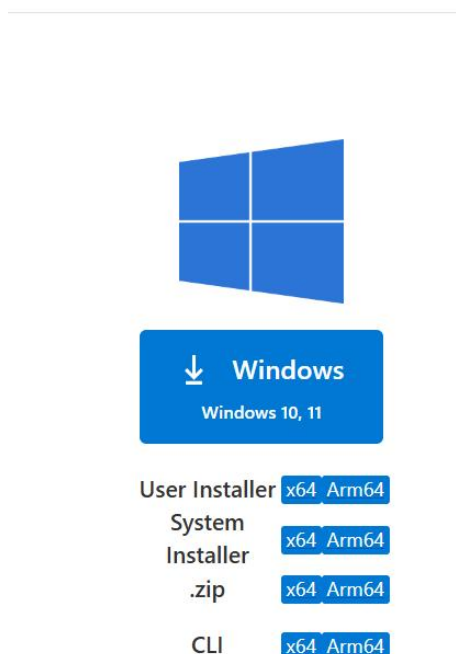 Windows
Windows 10, 11
User Installer x64 Arm64
System
Installer x64 Arm64
.zip x64 Arm64
CLI x64 Arm64